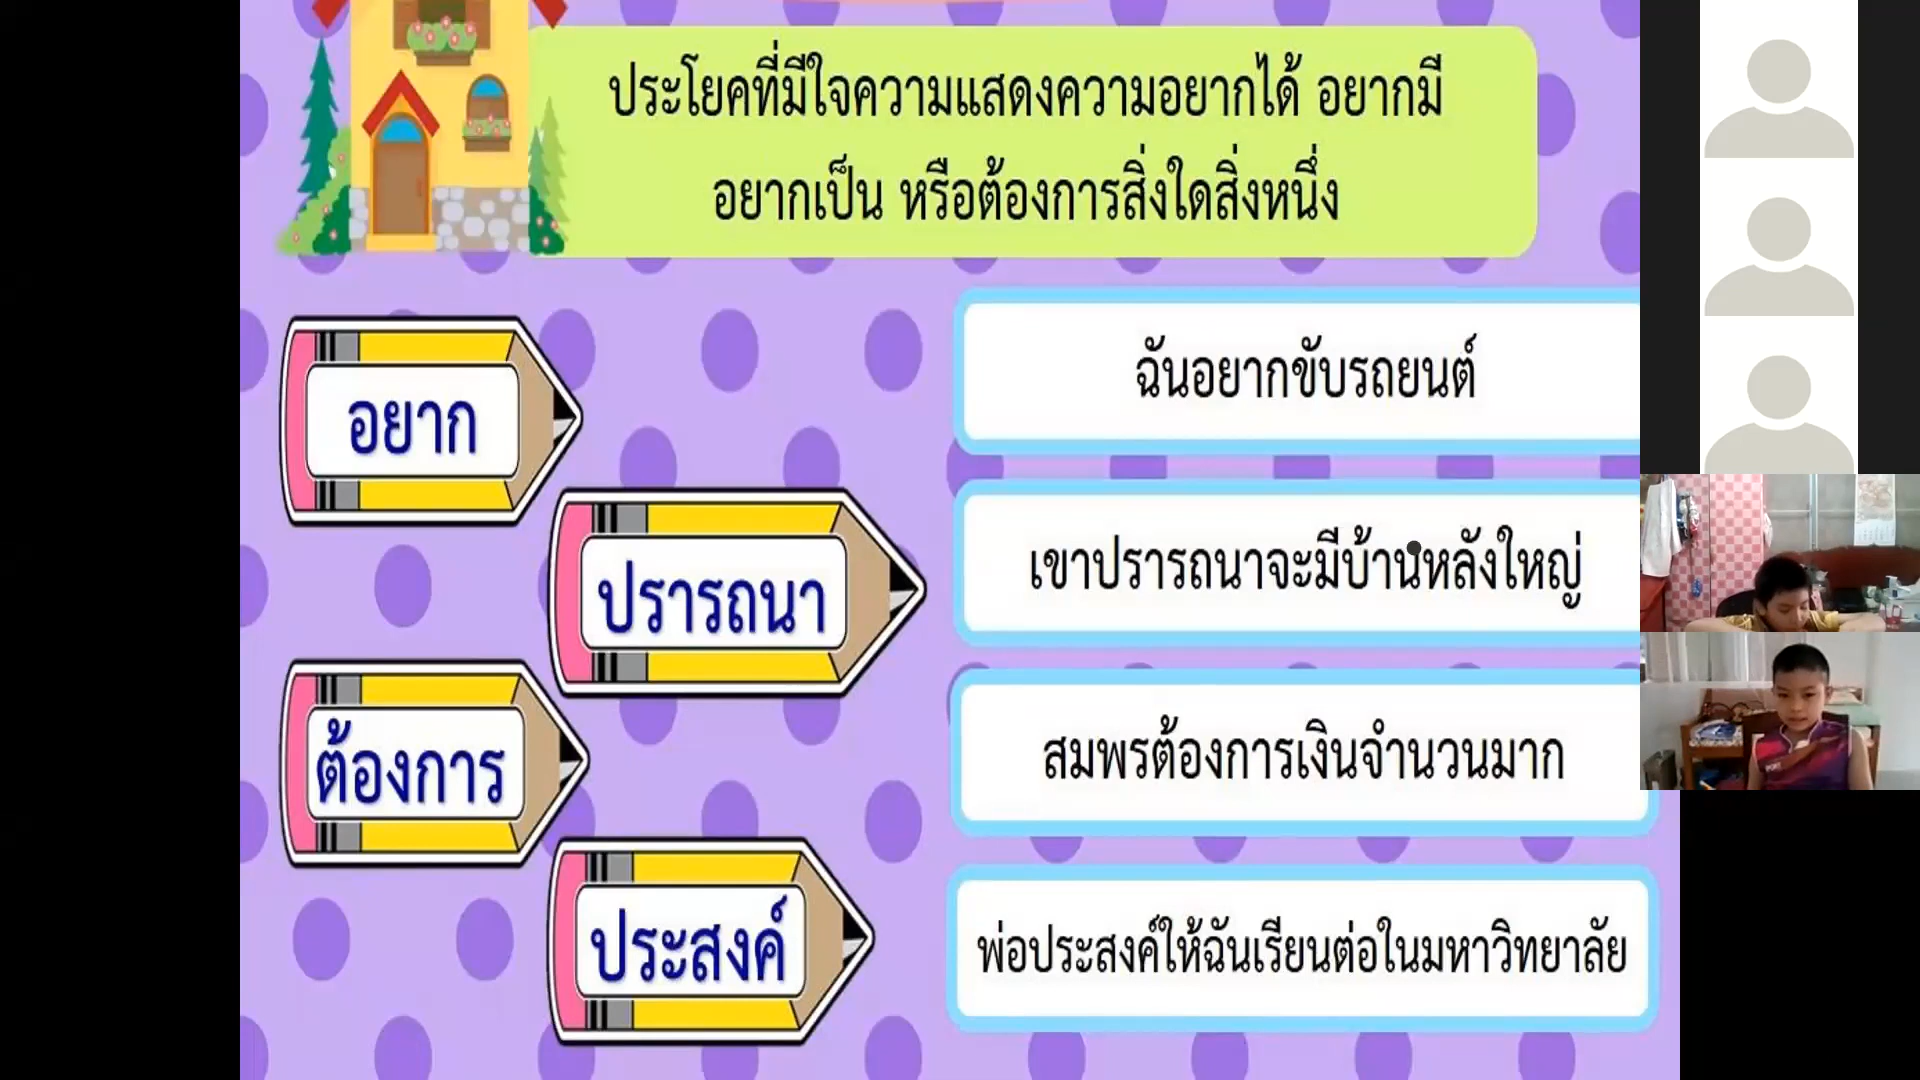 ประโยคที่มีใจความแสดงความอยากได้ อยากมี
อยากเป็น หรือต้องการสิ่งใดสิ่งหนึ่ง
อยาก
ฉันอยากขับรถยนต์
ปรารถนา
เขาปรารถนาจะมีบ้านหลังใหญ่
ต้องการ
สมพรต้องการเงินจำนวนมาก
ประสงค์
พ่อประสงค์ให้ฉันเรียนต่อในมหาวิทยาลัย